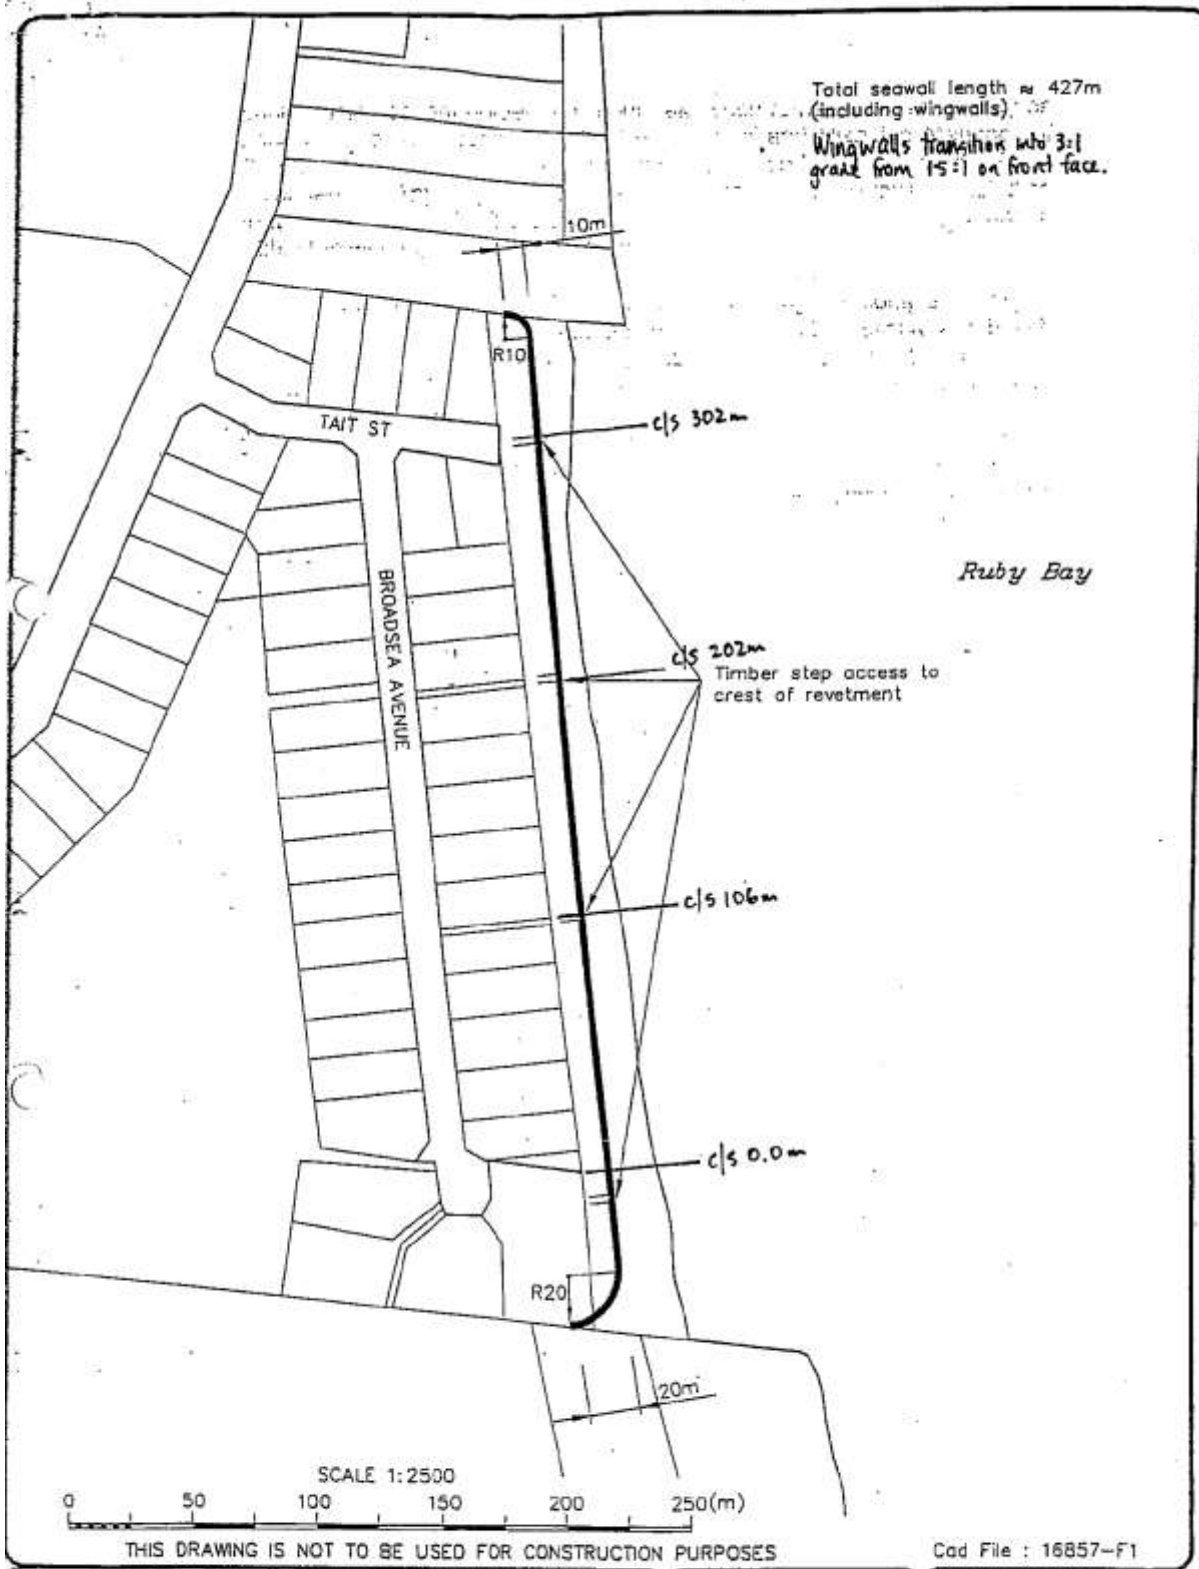 Total seawall length ≈ 427m
(including wingwalls)
Wingwalls transition into 3:1
grade from 1.5:1 on front face.
10m
R10
TAIT ST
c/s 302m
Ruby Bay
BROADSEA AVENUE
c/s 202m
Timber step access to
crest of revetment
c/s 106m
c/s 0.0m
R20
20m
SCALE 1:2500
0 50 100 150 200 250(m)
THIS DRAWING IS NOT TO BE USED FOR CONSTRUCTION PURPOSES
Cad File : 16857-F1